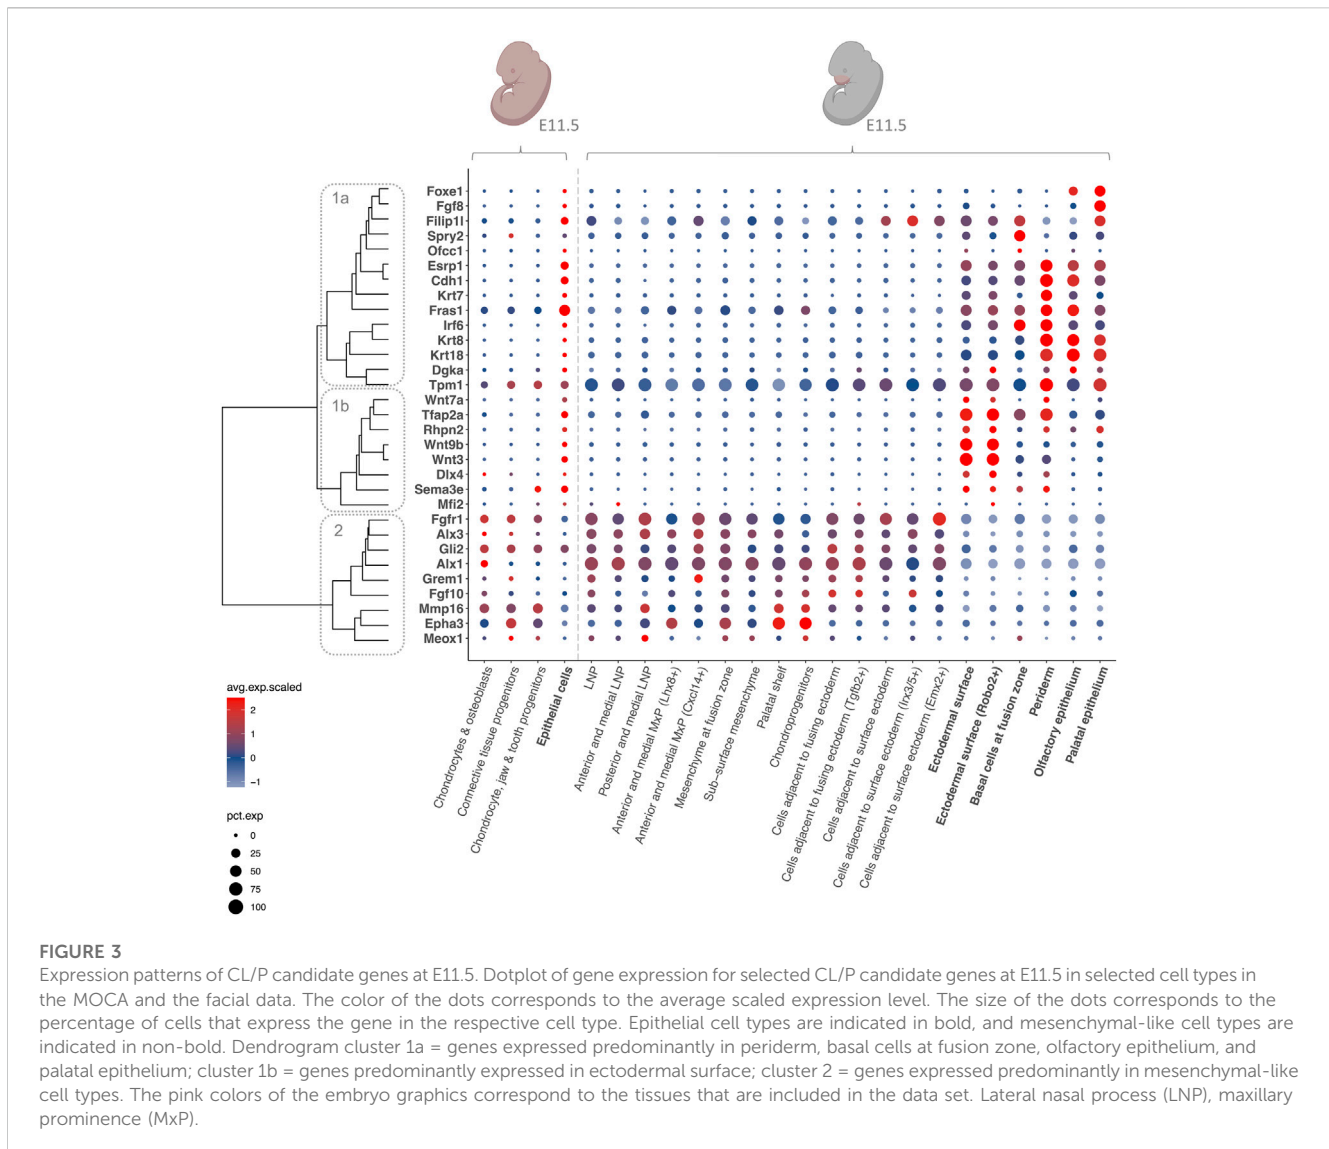 E11.5
E11.5
1a
1b
2
Foxe1
Fgf8
Filip1l
Spry2
Ofcc1
Esrp1
Cdh1
Krt7
Fras1
Irf6
Krt8
Krt18
Dgka
Tpm1
Wnt7a
Tfap2a
Rhpn2
Wnt9b
Wnt3
Dlx4
Sema3e
Mfi2
Fgfr1
Alx3
Gli2
Alx1
Grem1
Fgf10
Mmp16
Epha3
Meox1
Chondrocytes & osteoblasts
Connective tissue progenitors
Chondrocyte, jaw & tooth progenitors
Epithelial cells
LNP
Anterior and medial LNP
Posterior and medial LNP
Anterior and medial MxP (Lhx8+)
Anterior and medial MxP (Cxcl14+)
Mesenchyme at fusion zone
Sub-surface mesenchyme
Palatal shelf
Chondroprogenitors
Cells adjacent to fusing ectoderm
Cells adjacent to fusing ectoderm (Tgfb2+)
Cells adjacent to surface ectoderm
Cells adjacent to surface ectoderm (Irx3/5+)
Cells adjacent to surface ectoderm (Emx2+)
Ectodermal surface
Ectodermal surface (Robo2+)
Basal cells at fusion zone
Periderm
Olfactory epithelium
Palatal epithelium
avg.exp.scaled
2
1
0
-1
pct.exp
0
25
50
75
100
FIGURE 3
Expression patterns of CL/P candidate genes at E11.5. Dotplot of gene expression for selected CL/P candidate genes at E11.5 in selected cell types in
the MOCA and the facial data. The color of the dots corresponds to the average scaled expression level. The size of the dots corresponds to the
percentage of cells that express the gene in the respective cell type. Epithelial cell types are indicated in bold, and mesenchymal-like cell types are
indicated in non-bold. Dendrogram cluster 1a = genes expressed predominantly in periderm, basal cells at fusion zone, olfactory epithelium, and
palatal epithelium; cluster 1b = genes predominantly expressed in ectodermal surface; cluster 2 = genes expressed predominantly in mesenchymal-like
cell types. The pink colors of the embryo graphics correspond to the tissues that are included in the data set. Lateral nasal process (LNP), maxillary
prominence (MxP).